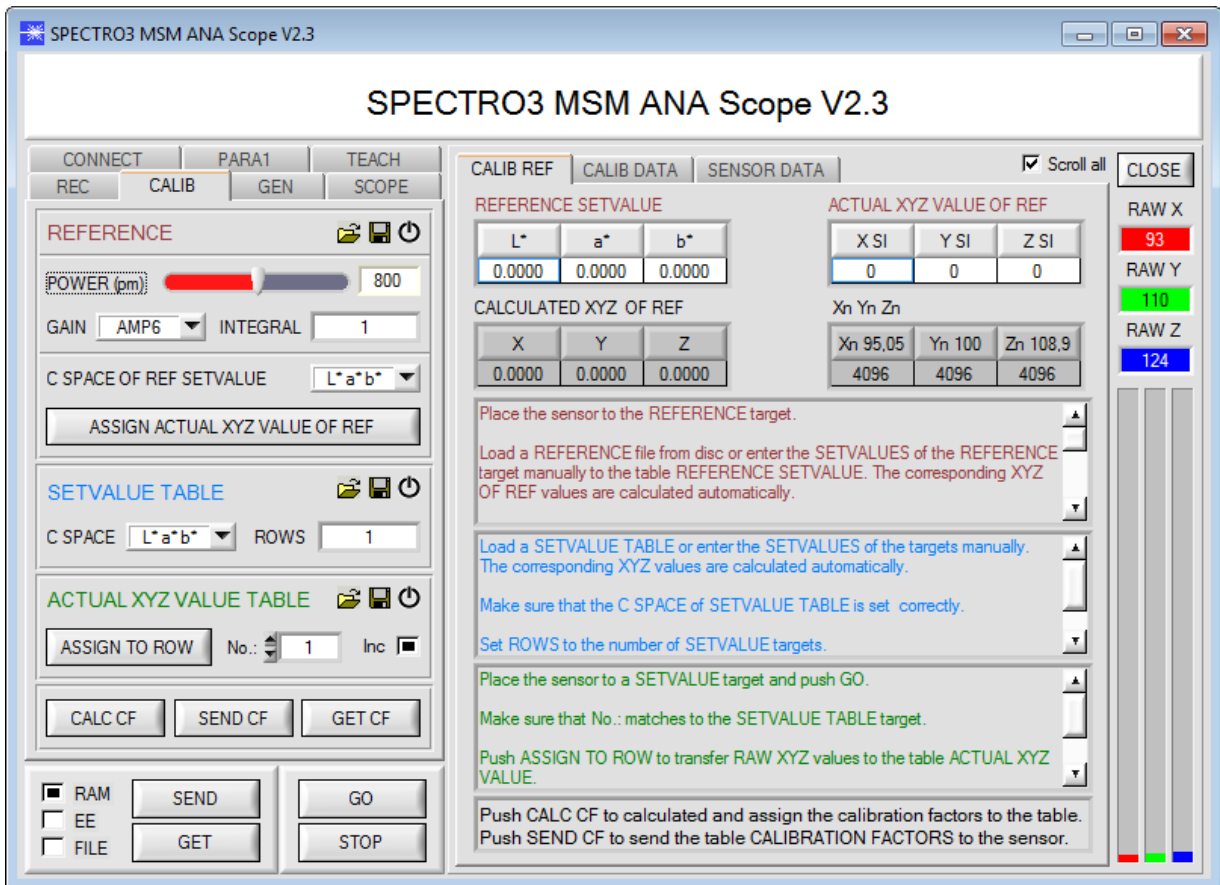 SPECTRO3 MSM ANA Scope V2.3
SPECTRO3 MSM ANA Scope V2.3
CONNECT PARA1 TEACH
REC CALIB GEN SCOPE
REFERENCE
POWER (pm) 800
GAIN AMP6 INTEGRAL 1
C SPACE OF REF SETVALUE L*a*b*
ASSIGN ACTUAL XYZ VALUE OF REF
SETVALUE TABLE
C SPACE L*a*b* ROWS 1
ACTUAL XYZ VALUE TABLE
ASSIGN TO ROW No.: 1 Inc
CALC CF SEND CF GET CF
RAM
EE
FILE
SEND
GET
GO
STOP
CALIB REF CALIB DATA SENSOR DATA Scroll all
REFERENCE SETVALUE
L* a* b*
0.0000 0.0000 0.0000
ACTUAL XYZ VALUE OF REF
X SI Y SI Z SI
0 0 0
CALCULATED XYZ OF REF
X Y Z
0.0000 0.0000 0.0000
Xn Yn Zn
Xn 95,05 Yn 100 Zn 108,9
4096 4096 4096
Place the sensor to the REFERENCE target.
Load a REFERENCE file from disc or enter the SETVALUES of the REFERENCE
target manually to the table REFERENCE SETVALUE. The corresponding XYZ
OF REF values are calculated automatically.
Load a SETVALUE TABLE or enter the SETVALUES of the targets manually.
The corresponding XYZ values are calculated automatically.
Make sure that the C SPACE of SETVALUE TABLE is set correctly.
Set ROWS to the number of SETVALUE targets.
Place the sensor to a SETVALUE target and push GO.
Make sure that No.: matches to the SETVALUE TABLE target.
Push ASSIGN TO ROW to transfer RAW XYZ values to the table ACTUAL XYZ
VALUE.
Push CALC CF to calculated and assign the calibration factors to the table.
Push SEND CF to send the table CALIBRATION FACTORS to the sensor.
CLOSE
RAW X
93
RAW Y
110
RAW Z
124